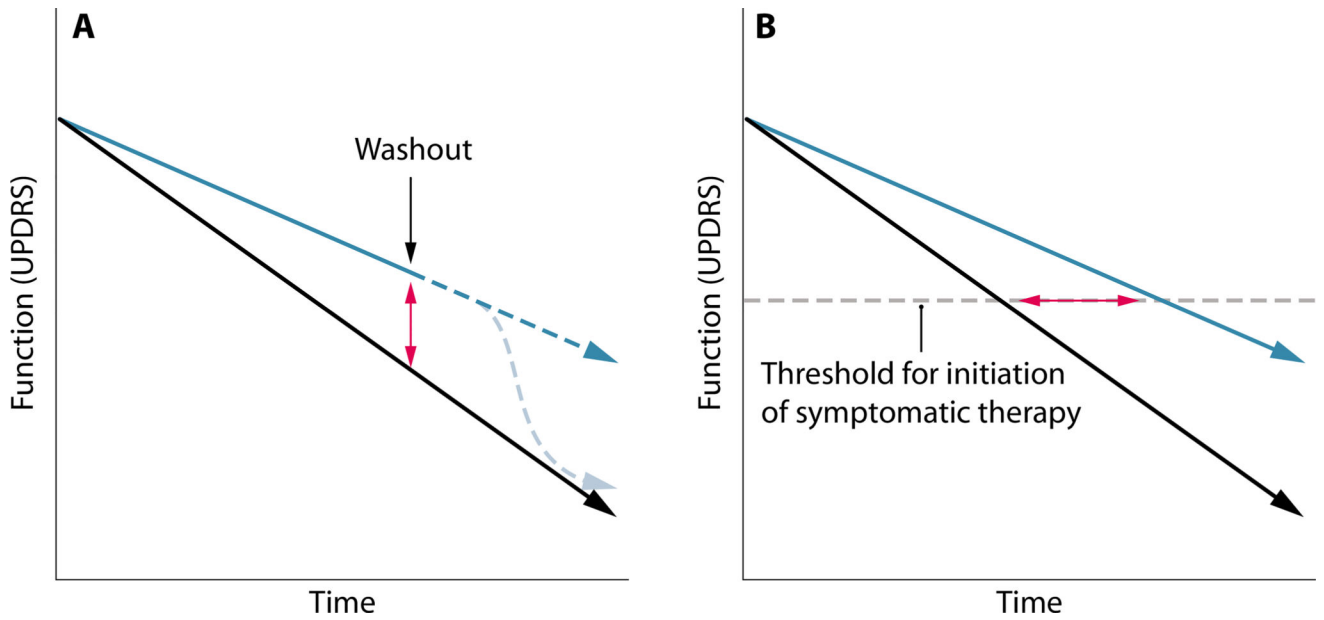 A
Washout
Function (UPDRS)
Time
B
Threshold for initiation
of symptomatic therapy
Function (UPDRS)
Time